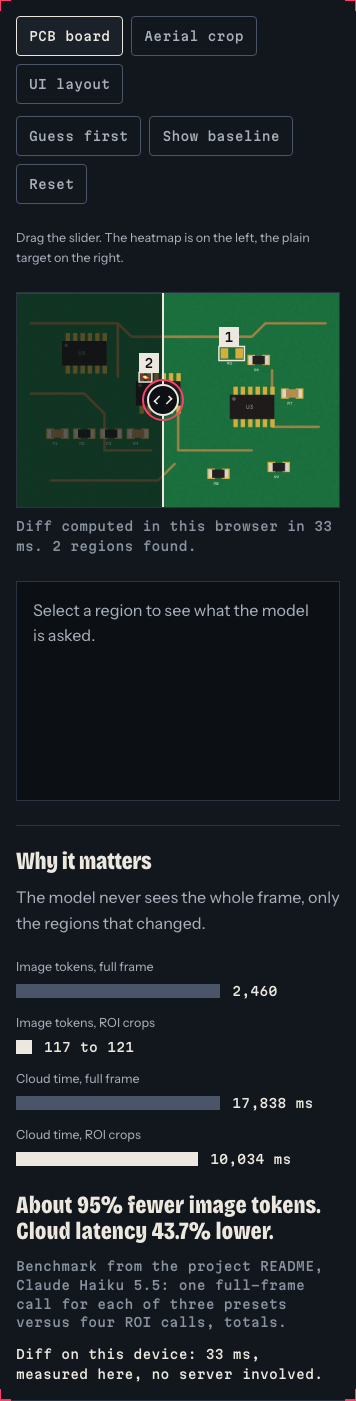 PCB board
Aerial crop
UI layout
Guess first
Show baseline
Reset
Drag the slider. The heatmap is on the left, the plain
target on the right.
1
2
U3
Diff computed in this browser in 33
ms. 2 regions found.
Select a region to see what the model
is asked.
Why it matters
The model never sees the whole frame, only
the regions that changed.
Image tokens, full frame
2,460
Image tokens, ROI crops
117 to 121
Cloud time, full frame
17,838 ms
Cloud time, ROI crops
10,034 ms
About 95% fewer image tokens.
Cloud latency 43.7% lower.
Benchmark from the project README,
Claude Haiku 5.5: one full-frame
call for each of three presets
versus four ROI calls, totals.
Diff on this device: 33 ms,
measured here, no server involved.